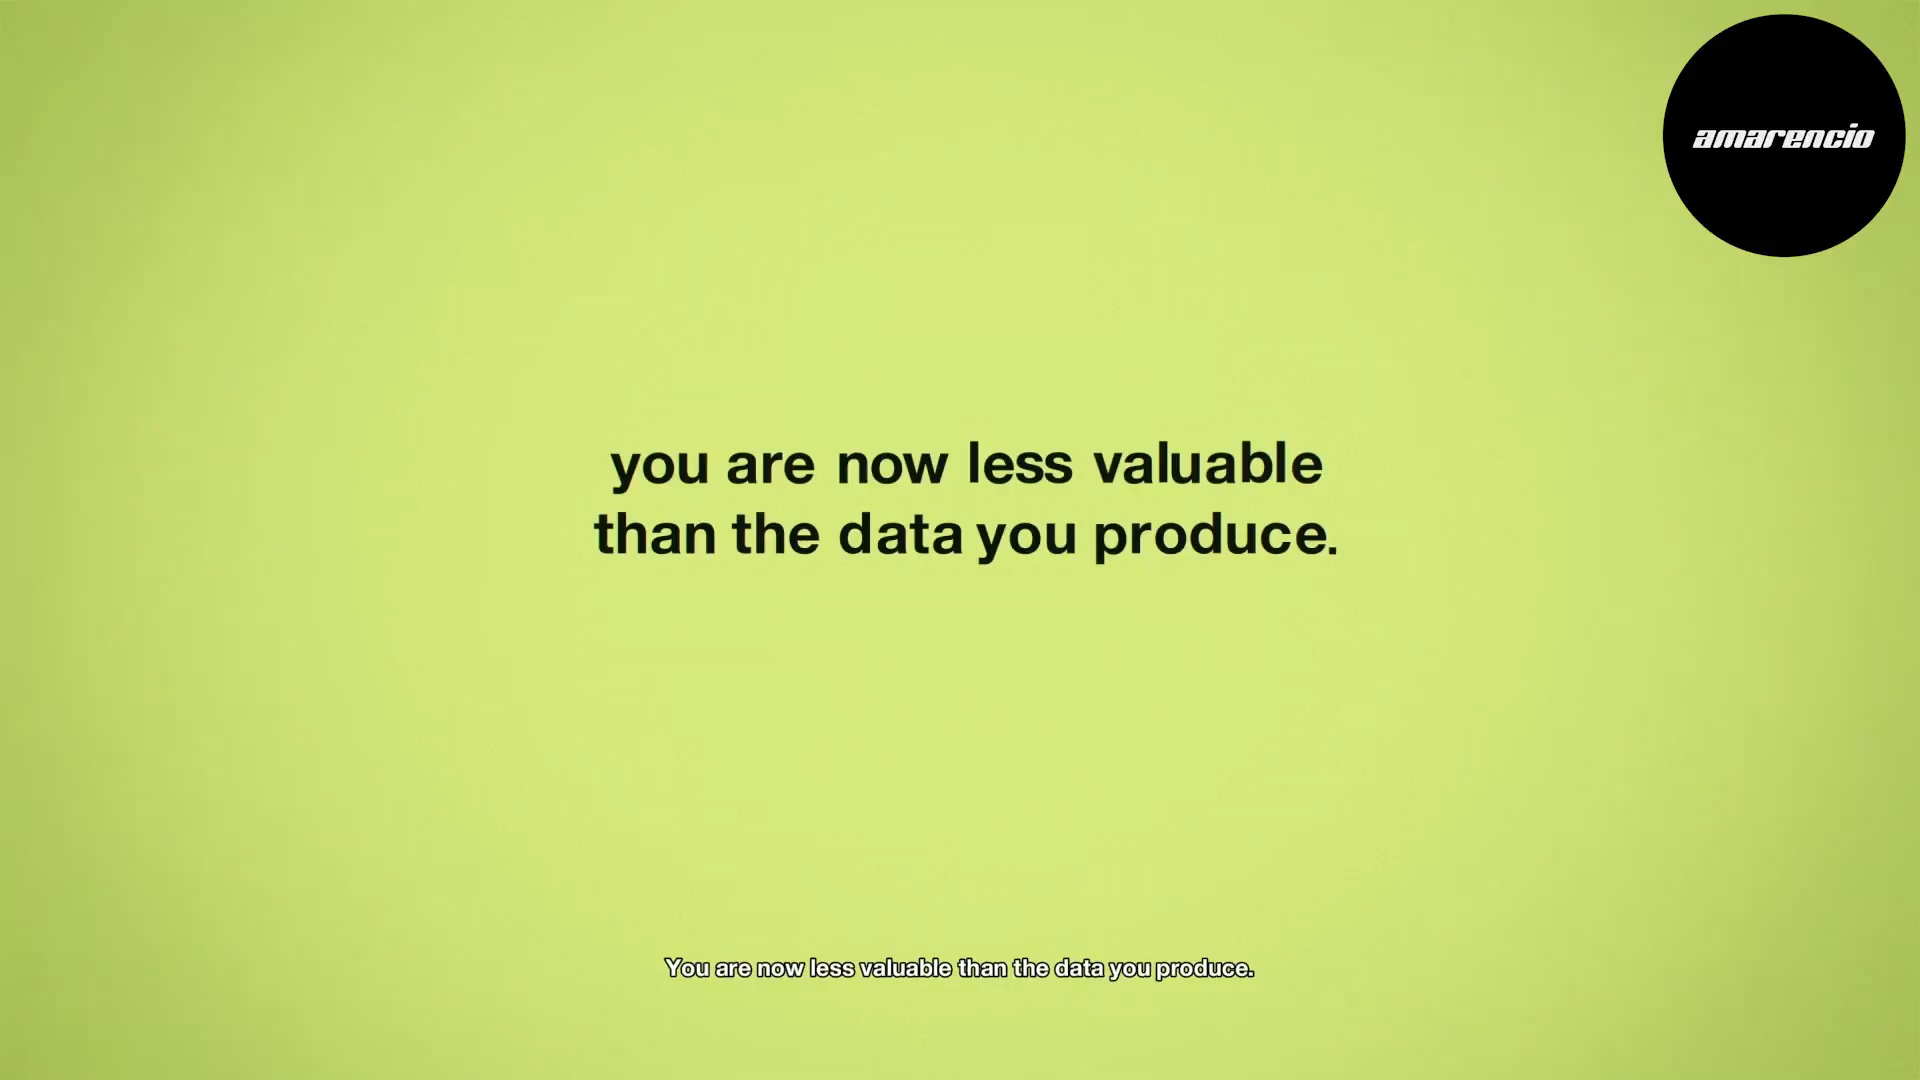 amarencio
you are now less valuable
than the data you produce.
You are now less valuable than the data you produce.